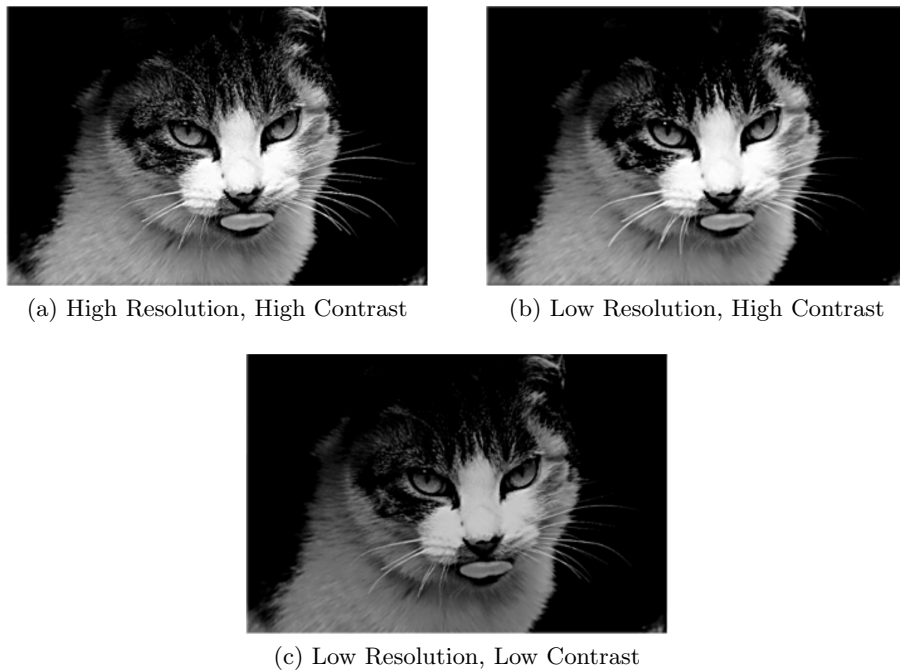 (a) High Resolution, High Contrast
(b) Low Resolution, High Contrast
(c) Low Resolution, Low Contrast